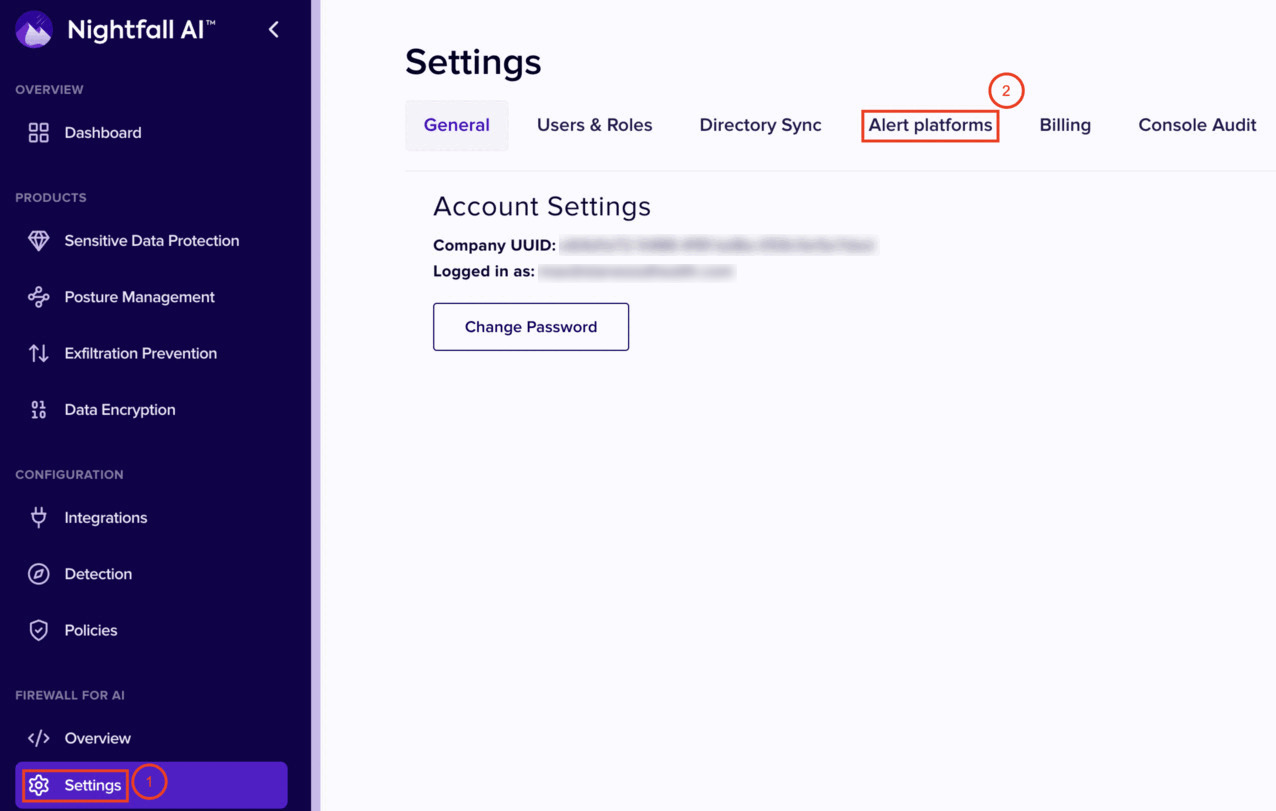 Nightfall AI™
OVERVIEW
Dashboard
PRODUCTS
Sensitive Data Protection
Posture Management
Exfiltration Prevention
Data Encryption
CONFIGURATION
Integrations
Detection
Policies
FIREWALL FOR AI
Overview
Settings 1
Settings
2
General Users & Roles Directory Sync Alert platforms Billing Console Audit
Account Settings
Company UUID:
Logged in as:
Change Password